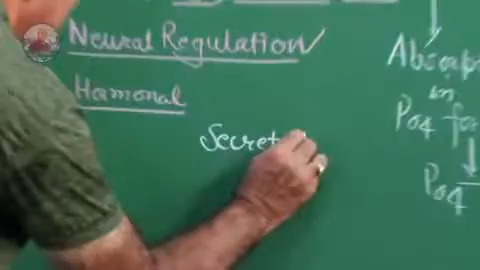 Neural Regulation
Harmonal
Secret
Absorp
in
Po4 for
Po4